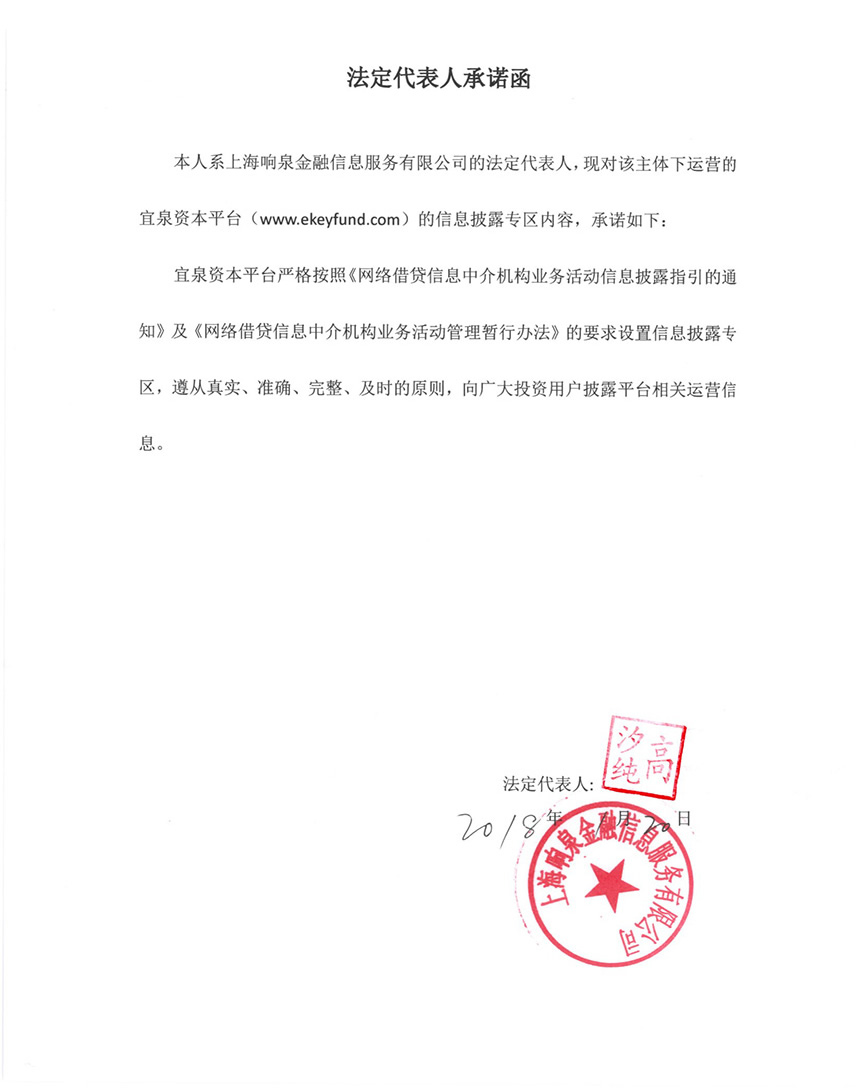 法定代表人承诺函
本人系上海响泉金融信息服务有限公司的法定代表人，现对该主体下运营的
宜泉资本平台（www.ekeyfund.com）的信息披露专区内容，承诺如下：
宜泉资本平台严格按照《网络借贷信息中介机构业务活动信息披露指引的通
知》及《网络借贷信息中介机构业务活动管理暂行办法》的要求设置信息披露专
区，遵从真实、准确、完整、及时的原则，向广大投资用户披露平台相关运营信
息。
法定代表人:
高汐纯
2018年1月20日
上海响泉金融信息服务有限公司